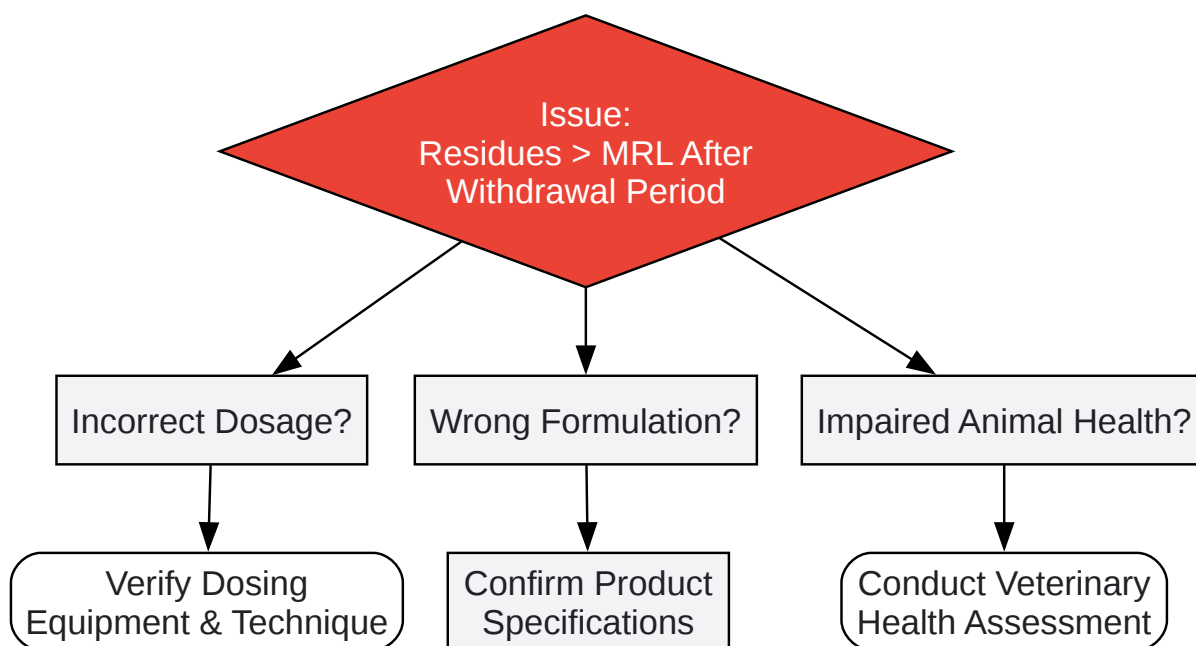 Issue:
Residues > MRL After
Withdrawal Period
Incorrect Dosage?
Wrong Formulation?
Impaired Animal Health?
Verify Dosing
Equipment & Technique
Confirm Product
Specifications
Conduct Veterinary
Health Assessment